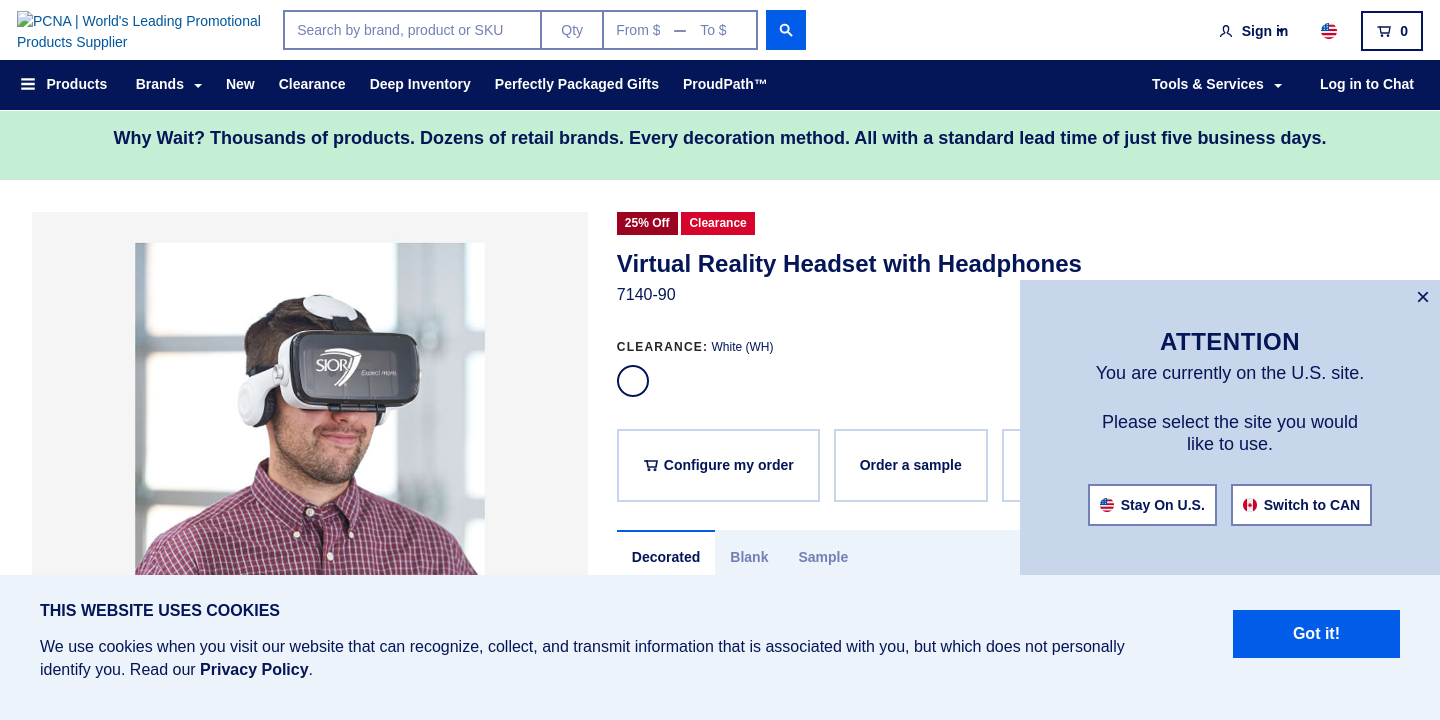 PCNA | World's Leading Promotional
Products Supplier
Search by brand, product or SKU
Qty
From $ — To $
Sign in
0
Products
Brands
New
Clearance
Deep Inventory
Perfectly Packaged Gifts
ProudPath™
Tools & Services
Log in to Chat
Why Wait? Thousands of products. Dozens of retail brands. Every decoration method. All with a standard lead time of just five business days.
25% Off
Clearance
Virtual Reality Headset with Headphones
7140-90
CLEARANCE: White (WH)
Configure my order
Order a sample
Decorated
Blank
Sample
SIOR
Expect more.
×
ATTENTION
You are currently on the U.S. site.
Please select the site you would
like to use.
Stay On U.S.
Switch to CAN
THIS WEBSITE USES COOKIES
We use cookies when you visit our website that can recognize, collect, and transmit information that is associated with you, but which does not personally
identify you. Read our Privacy Policy.
Got it!